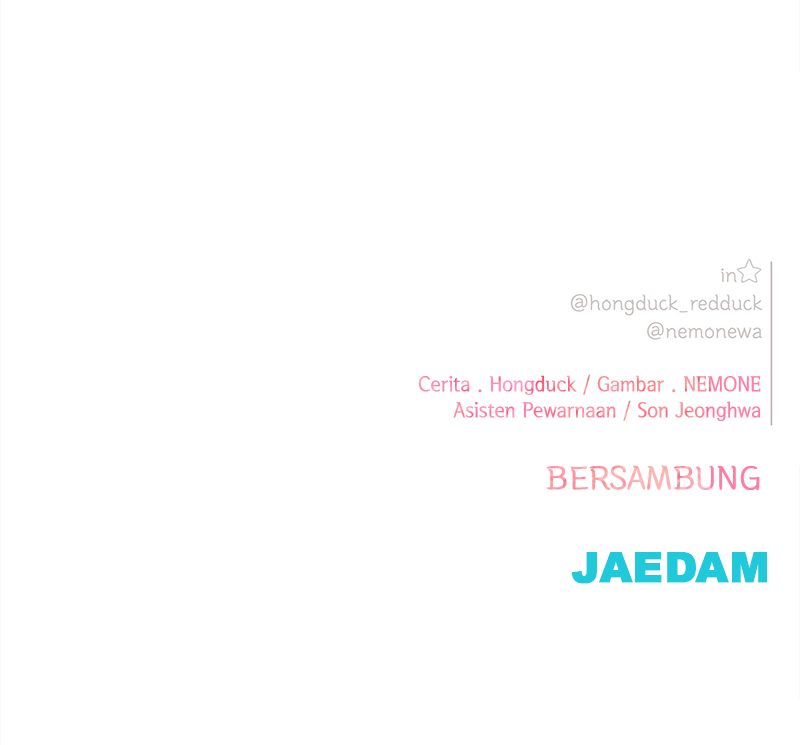 in☆
@hongduck_redduck
@nemonewa
Cerita . Hongduck / Gambar . NEMONE
Asisten Pewarnaan / Son Jeonghwa
BERSAMBUNG
JAEDAM